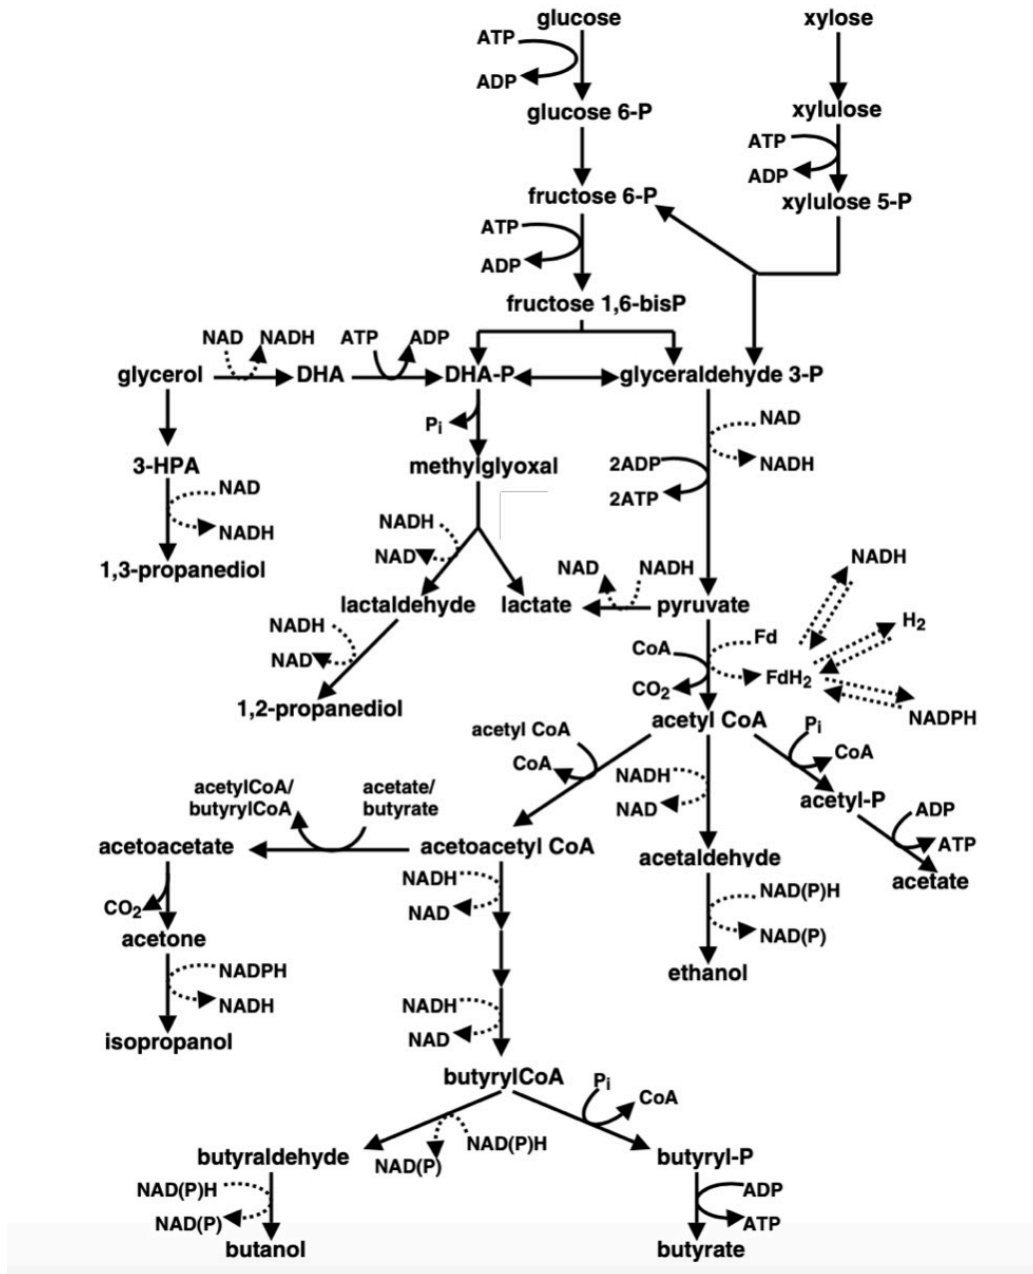 glucose
xylose
ATP
ADP
glucose 6-P
xylulose
ATP
ADP
fructose 6-P
xylulose 5-P
ATP
ADP
fructose 1,6-bisP
NAD
NADH
ATP
ADP
glycerol
DHA
DHA-P
glyceraldehyde 3-P
Pi
NAD
NADH
3-HPA
methylglyoxal
2ADP
2ATP
NAD
NADH
NADH
NAD
1,3-propanediol
NAD
NADH
NADH
lactaldehyde
lactate
pyruvate
NADH
NAD
CoA
CO2
Fd
FdH2
H2
NADPH
1,2-propanediol
acetyl CoA
acetyl CoA
CoA
Pi
CoA
NADH
NAD
acetyl-P
acetylCoA/
butyrylCoA
acetate/
butyrate
ADP
ATP
acetoacetate
acetoacetyl CoA
acetaldehyde
acetate
CO2
NADH
NAD
NAD(P)H
NAD(P)
acetone
ethanol
NADPH
NADH
NADH
NAD
isopropanol
butyrylCoA
Pi
CoA
NAD(P)H
NAD(P)
butyraldehyde
butyryl-P
NAD(P)H
NAD(P)
ADP
ATP
butanol
butyrate